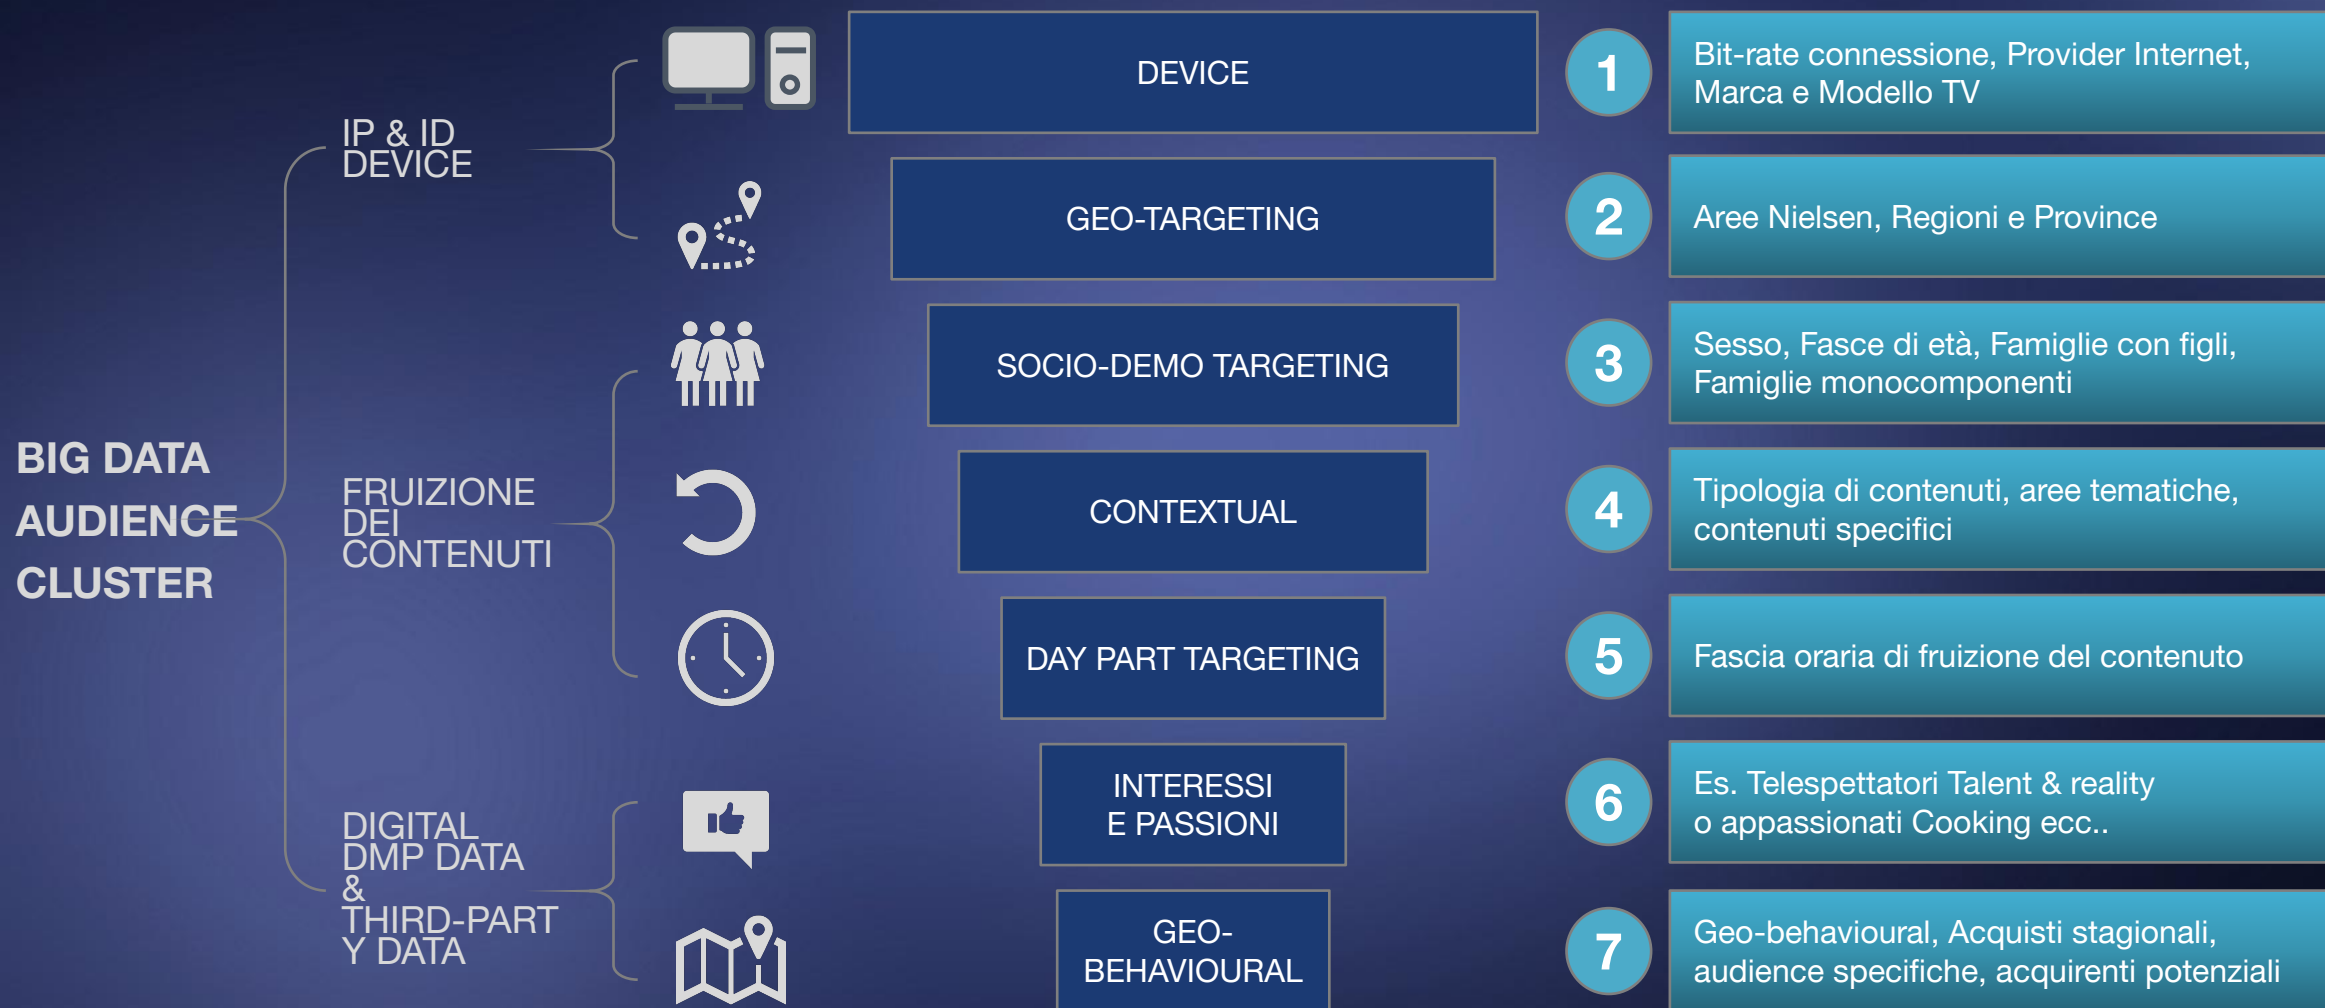 BIG DATA
AUDIENCE
CLUSTER
IP & ID
DEVICE
DEVICE
1
Bit-rate connessione, Provider Internet,
Marca e Modello TV
GEO-TARGETING
2
Aree Nielsen, Regioni e Province
FRUIZIONE
DEI
CONTENUTI
SOCIO-DEMO TARGETING
3
Sesso, Fasce di età, Famiglie con figli,
Famiglie monocomponenti
CONTEXTUAL
4
Tipologia di contenuti, aree tematiche,
contenuti specifici
DAY PART TARGETING
5
Fascia oraria di fruizione del contenuto
DIGITAL
DMP DATA
&
THIRD-PART
Y DATA
INTERESSI
E PASSIONI
6
Es. Telespettatori Talent & reality
o appassionati Cooking ecc..
GEO-
BEHAVIOURAL
7
Geo-behavioural, Acquisti stagionali,
audience specifiche, acquirenti potenziali